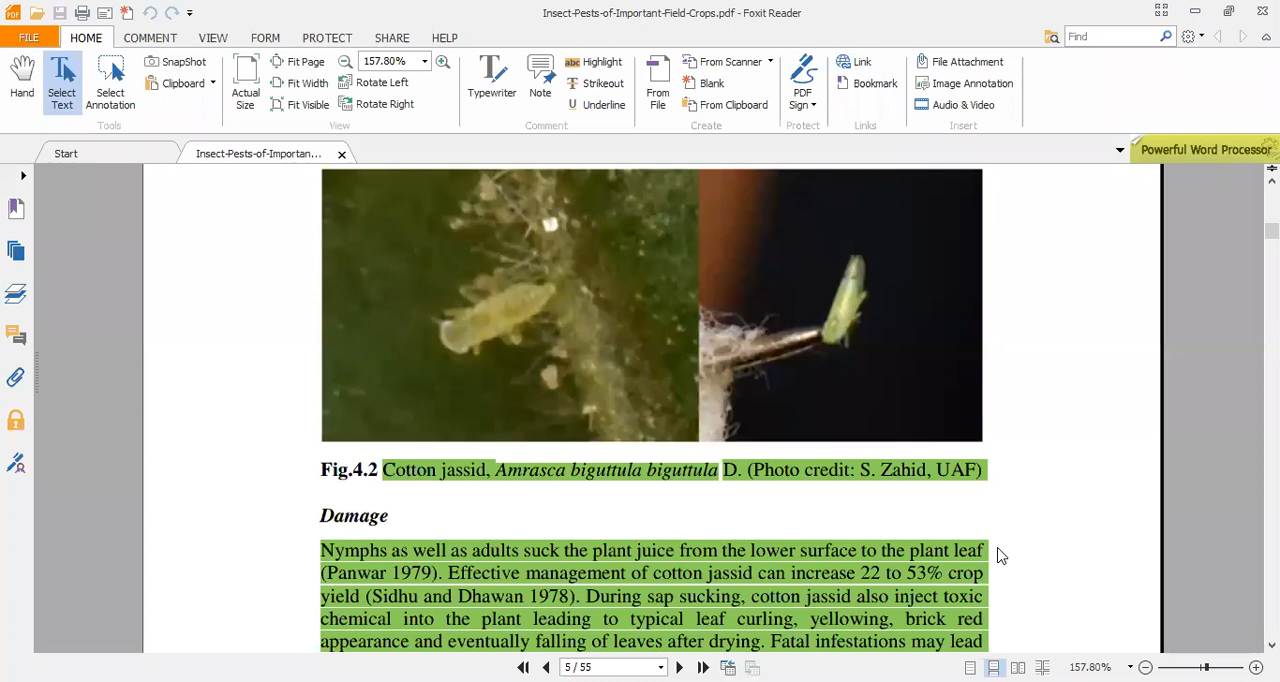 Insect-Pests-of-Important-Field-Crops.pdf - Foxit Reader
FILE HOME COMMENT VIEW FORM PROTECT SHARE HELP
Find
Hand
Select Text
Select Annotation
SnapShot
Clipboard
Tools
Actual Size
Fit Page
Fit Width
Fit Visible
157.80%
Rotate Left
Rotate Right
View
Typewriter
Note
Highlight
Strikeout
Underline
Comment
From File
From Scanner
Blank
From Clipboard
Create
PDF Sign
Protect
Link
Bookmark
Links
File Attachment
Image Annotation
Audio & Video
Insert
Start
Insect-Pests-of-Importan...
Powerful Word Processor
Fig.4.2 Cotton jassid, Amrasca biguttula biguttula D. (Photo credit: S. Zahid, UAF)
Damage
Nymphs as well as adults suck the plant juice from the lower surface to the plant leaf
(Panwar 1979). Effective management of cotton jassid can increase 22 to 53% crop
yield (Sidhu and Dhawan 1978). During sap sucking, cotton jassid also inject toxic
chemical into the plant leading to typical leaf curling, yellowing, brick red
appearance and eventually falling of leaves after drying. Fatal infestations may lead
5 / 55
157.80%